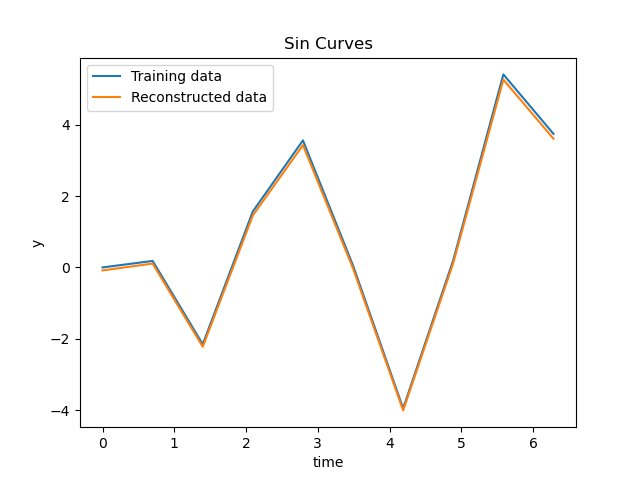 Sin Curves
Training data
Reconstructed data
4
2
0
−2
−4
y
0 1 2 3 4 5 6
time